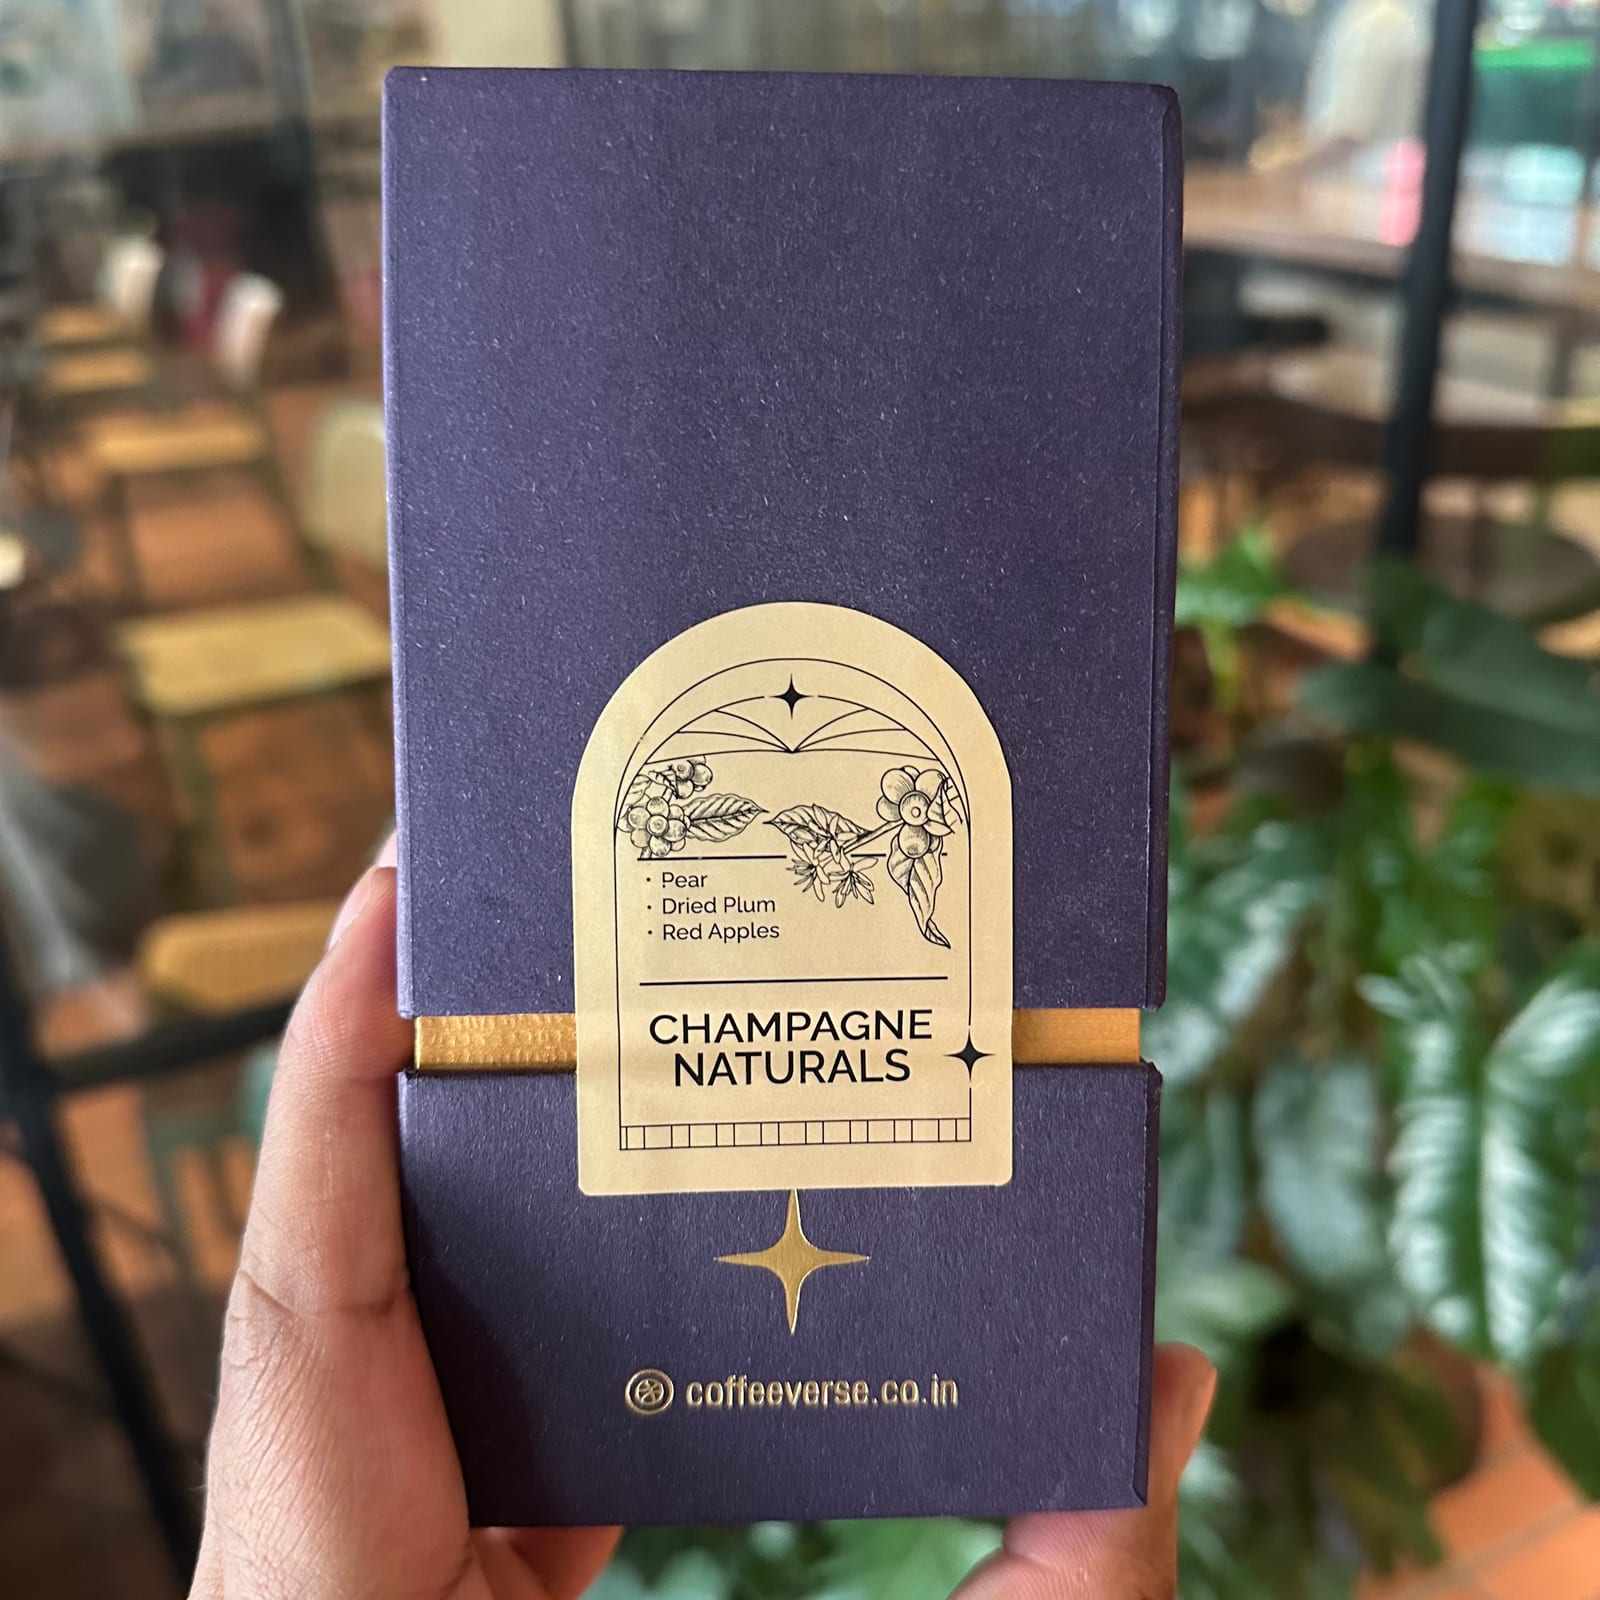 • Pear
• Dried Plum
• Red Apples
CHAMPAGNE
NATURALS
coffeeverse.co.in